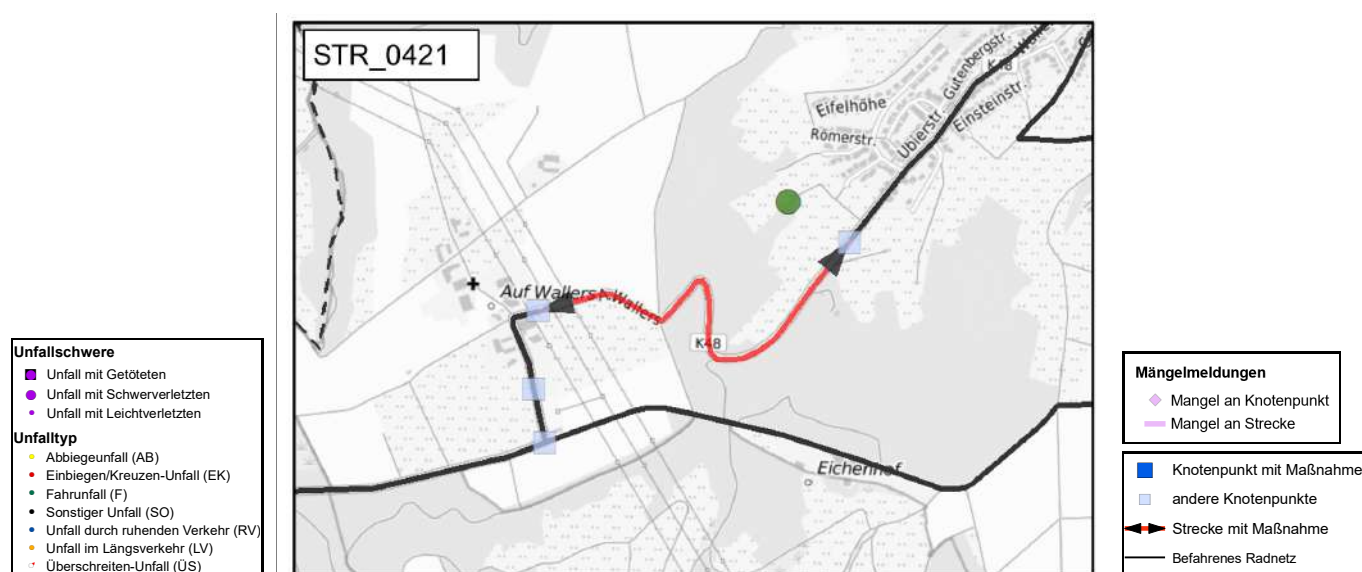 STR_0421
Gutenbergstr.
K48
Eifelhöhe
Einsteinstr.
Römerstr.
Ubierstr.
Auf Wallers
A.Wallers
K48
Eichenhof
Unfallschwere
Unfall mit Getöteten
Unfall mit Schwerverletzten
Unfall mit Leichtverletzten
Unfalltyp
Abbiegeunfall (AB)
Einbiegen/Kreuzen-Unfall (EK)
Fahrunfall (F)
Sonstiger Unfall (SO)
Unfall durch ruhenden Verkehr (RV)
Unfall im Längsverkehr (LV)
Überschreiten-Unfall (ÜS)
Mängelmeldungen
Mangel an Knotenpunkt
Mangel an Strecke
Knotenpunkt mit Maßnahme
andere Knotenpunkte
Strecke mit Maßnahme
Befahrenes Radnetz